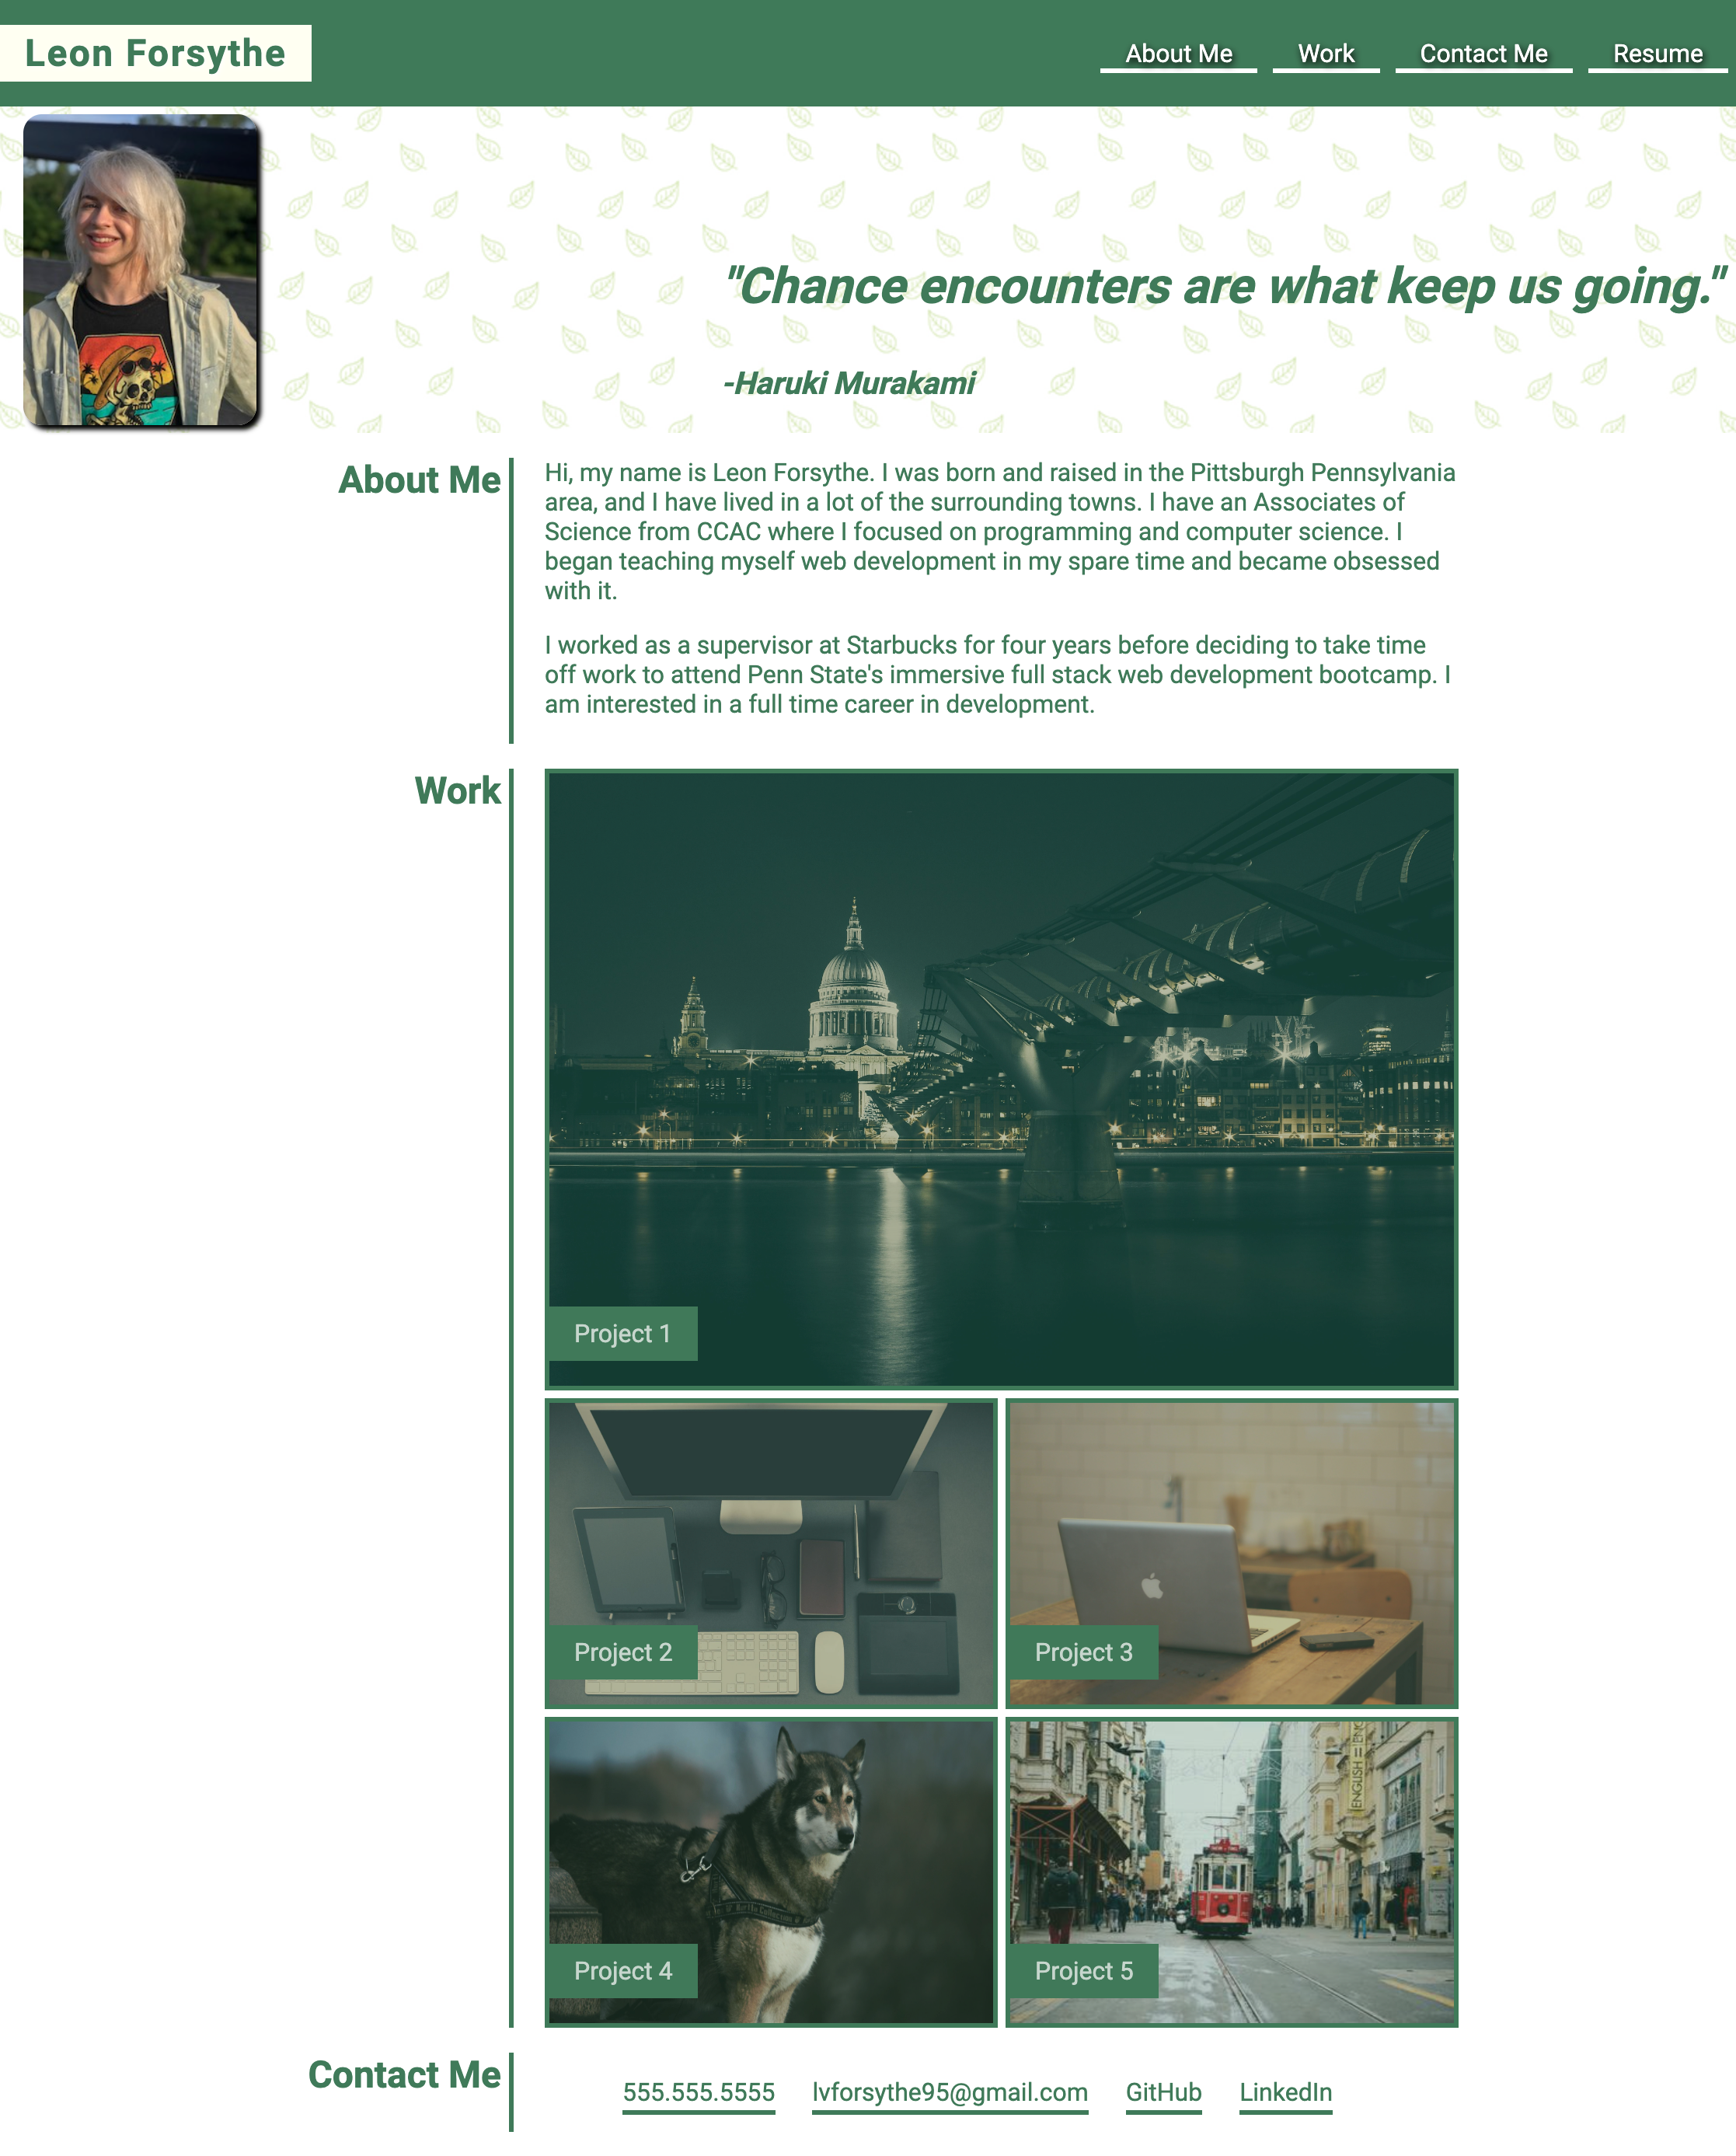 Leon Forsythe
About Me
Work
Contact Me
Resume
"Chance encounters are what keep us going."
-Haruki Murakami
About Me
Hi, my name is Leon Forsythe. I was born and raised in the Pittsburgh Pennsylvania
area, and I have lived in a lot of the surrounding towns. I have an Associates of
Science from CCAC where I focused on programming and computer science. I
began teaching myself web development in my spare time and became obsessed
with it.
I worked as a supervisor at Starbucks for four years before deciding to take time
off work to attend Penn State's immersive full stack web development bootcamp. I
am interested in a full time career in development.
Work
Project 1
Project 2
Project 3
Project 4
ENGLISH
Project 5
Contact Me
555.555.5555
lvforsythe95@gmail.com
GitHub
LinkedIn